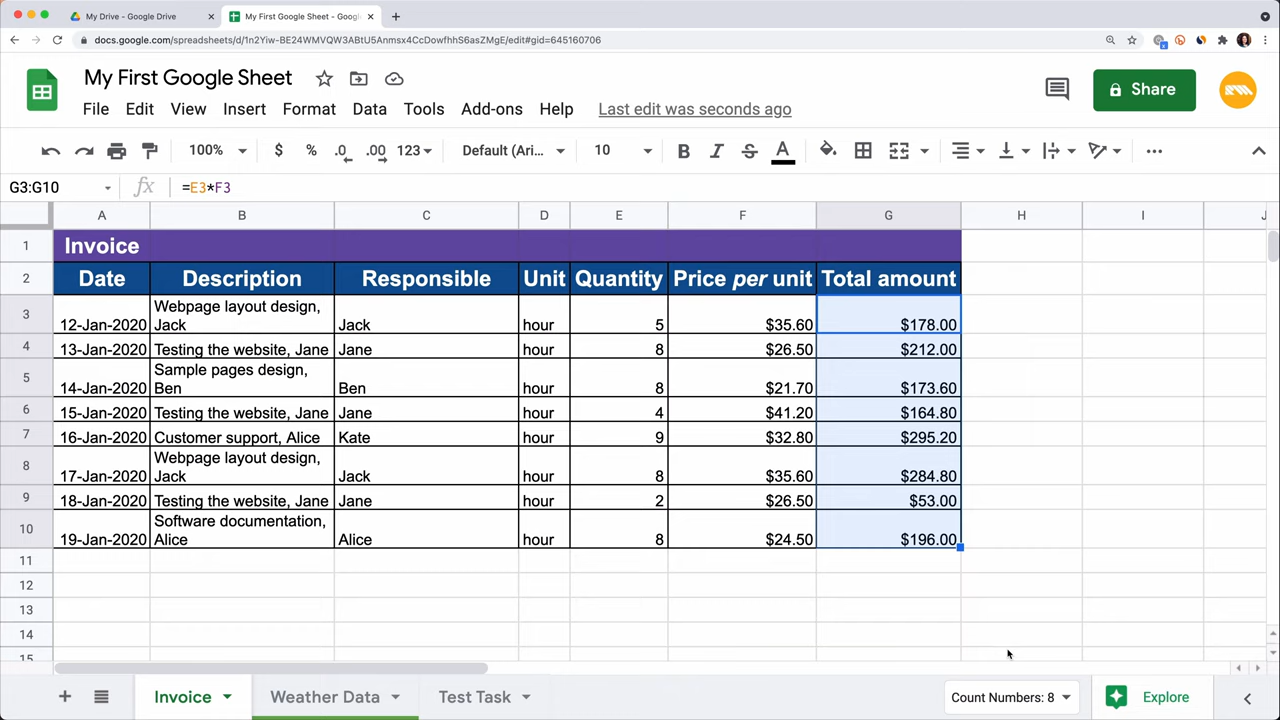 My Drive - Google Drive
My First Google Sheet - Googl
docs.google.com/spreadsheets/d/1n2Yiw-BE24WMVQW3ABtU5Anmsx4CcDowfhhS6asZMgE/edit#gid=645160706
My First Google Sheet
File Edit View Insert Format Data Tools Add-ons Help Last edit was seconds ago
Share
100% $ % .0 .00 123 Default (Ari... 10 B I S A
G3:G10 fx =E3*F3
A B C D E F G H I J
1 Invoice
2 Date Description Responsible Unit Quantity Price per unit Total amount
Webpage layout design,
3 12-Jan-2020 Jack Jack hour 5 $35.60 $178.00
4 13-Jan-2020 Testing the website, Jane Jane hour 8 $26.50 $212.00
Sample pages design,
5 14-Jan-2020 Ben Ben hour 8 $21.70 $173.60
6 15-Jan-2020 Testing the website, Jane Jane hour 4 $41.20 $164.80
7 16-Jan-2020 Customer support, Alice Kate hour 9 $32.80 $295.20
Webpage layout design,
8 17-Jan-2020 Jack Jack hour 8 $35.60 $284.80
9 18-Jan-2020 Testing the website, Jane Jane hour 2 $26.50 $53.00
Software documentation,
10 19-Jan-2020 Alice Alice hour 8 $24.50 $196.00
11
12
13
14
15
Invoice Weather Data Test Task Count Numbers: 8 Explore